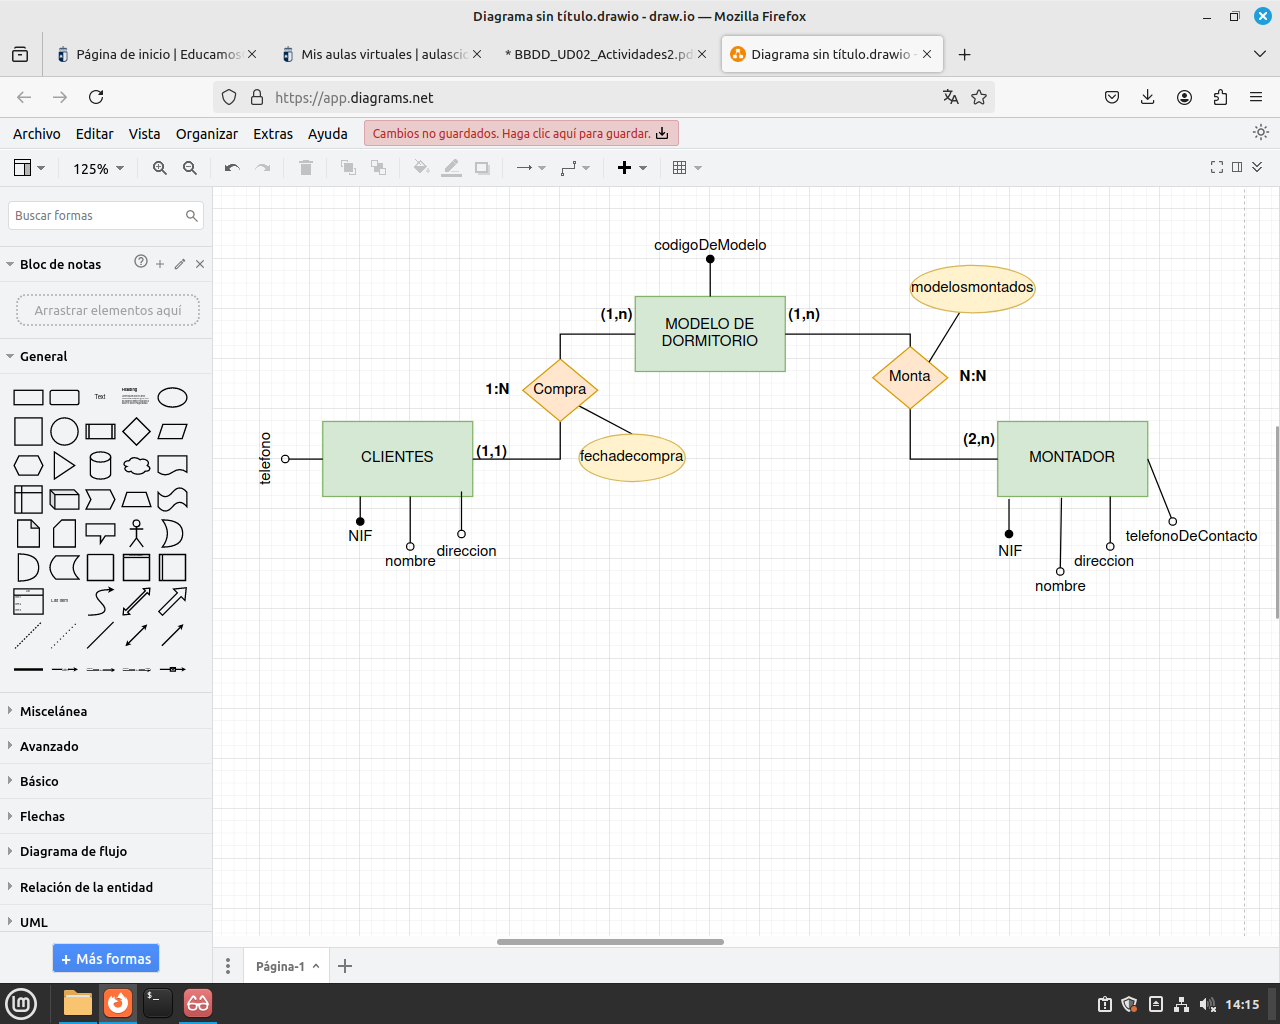 Diagrama sin título.drawio - draw.io — Mozilla Firefox
Página de inicio | Educamos
Mis aulas virtuales | aulascic
* BBDD_UD02_Actividades2.pd
Diagrama sin título.drawio -
https://app.diagrams.net
Archivo Editar Vista Organizar Extras Ayuda
Cambios no guardados. Haga clic aquí para guardar.
125%
Buscar formas
Bloc de notas
Arrastrar elementos aquí
General
Text
Heading
Miscelánea
Avanzado
Básico
Flechas
Diagrama de flujo
Relación de la entidad
UML
+ Más formas
codigoDeModelo
modelosmontados
(1,n)
MODELO DE
DORMITORIO
(1,n)
1:N
Compra
Monta
N:N
telefono
CLIENTES
(1,1)
fechadecompra
(2,n)
MONTADOR
NIF
nombre
direccion
NIF
nombre
direccion
telefonoDeContacto
Página-1
14:15